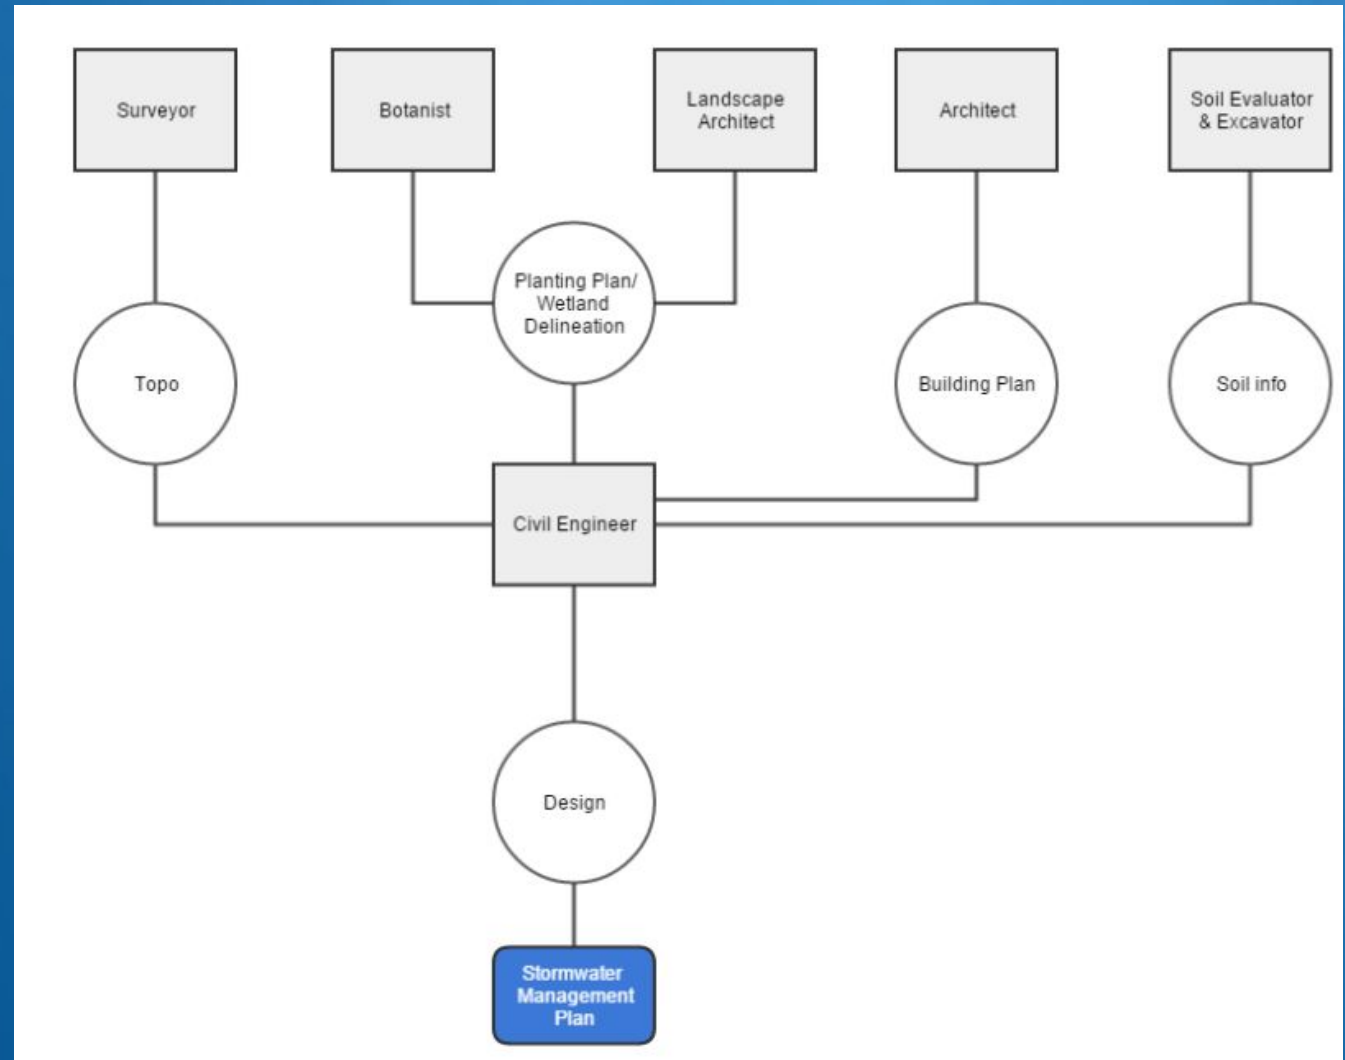 Surveyor
Botanist
Landscape
Architect
Architect
Soil Evaluator
& Excavator
Planting Plan/
Wetland
Delineation
Topo
Building Plan
Soil info
Civil Engineer
Design
Stormwater
Management
Plan